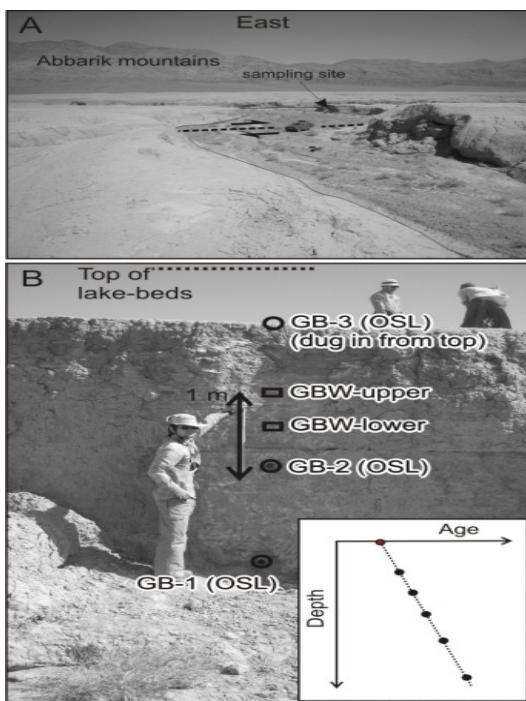 A
East
Abbarik mountains
sampling site
B
Top of
lake-beds
GB-3 (OSL)
(dug in from top)
1 m
GBW-upper
GBW-lower
GB-2 (OSL)
GB-1 (OSL)
Age
Depth